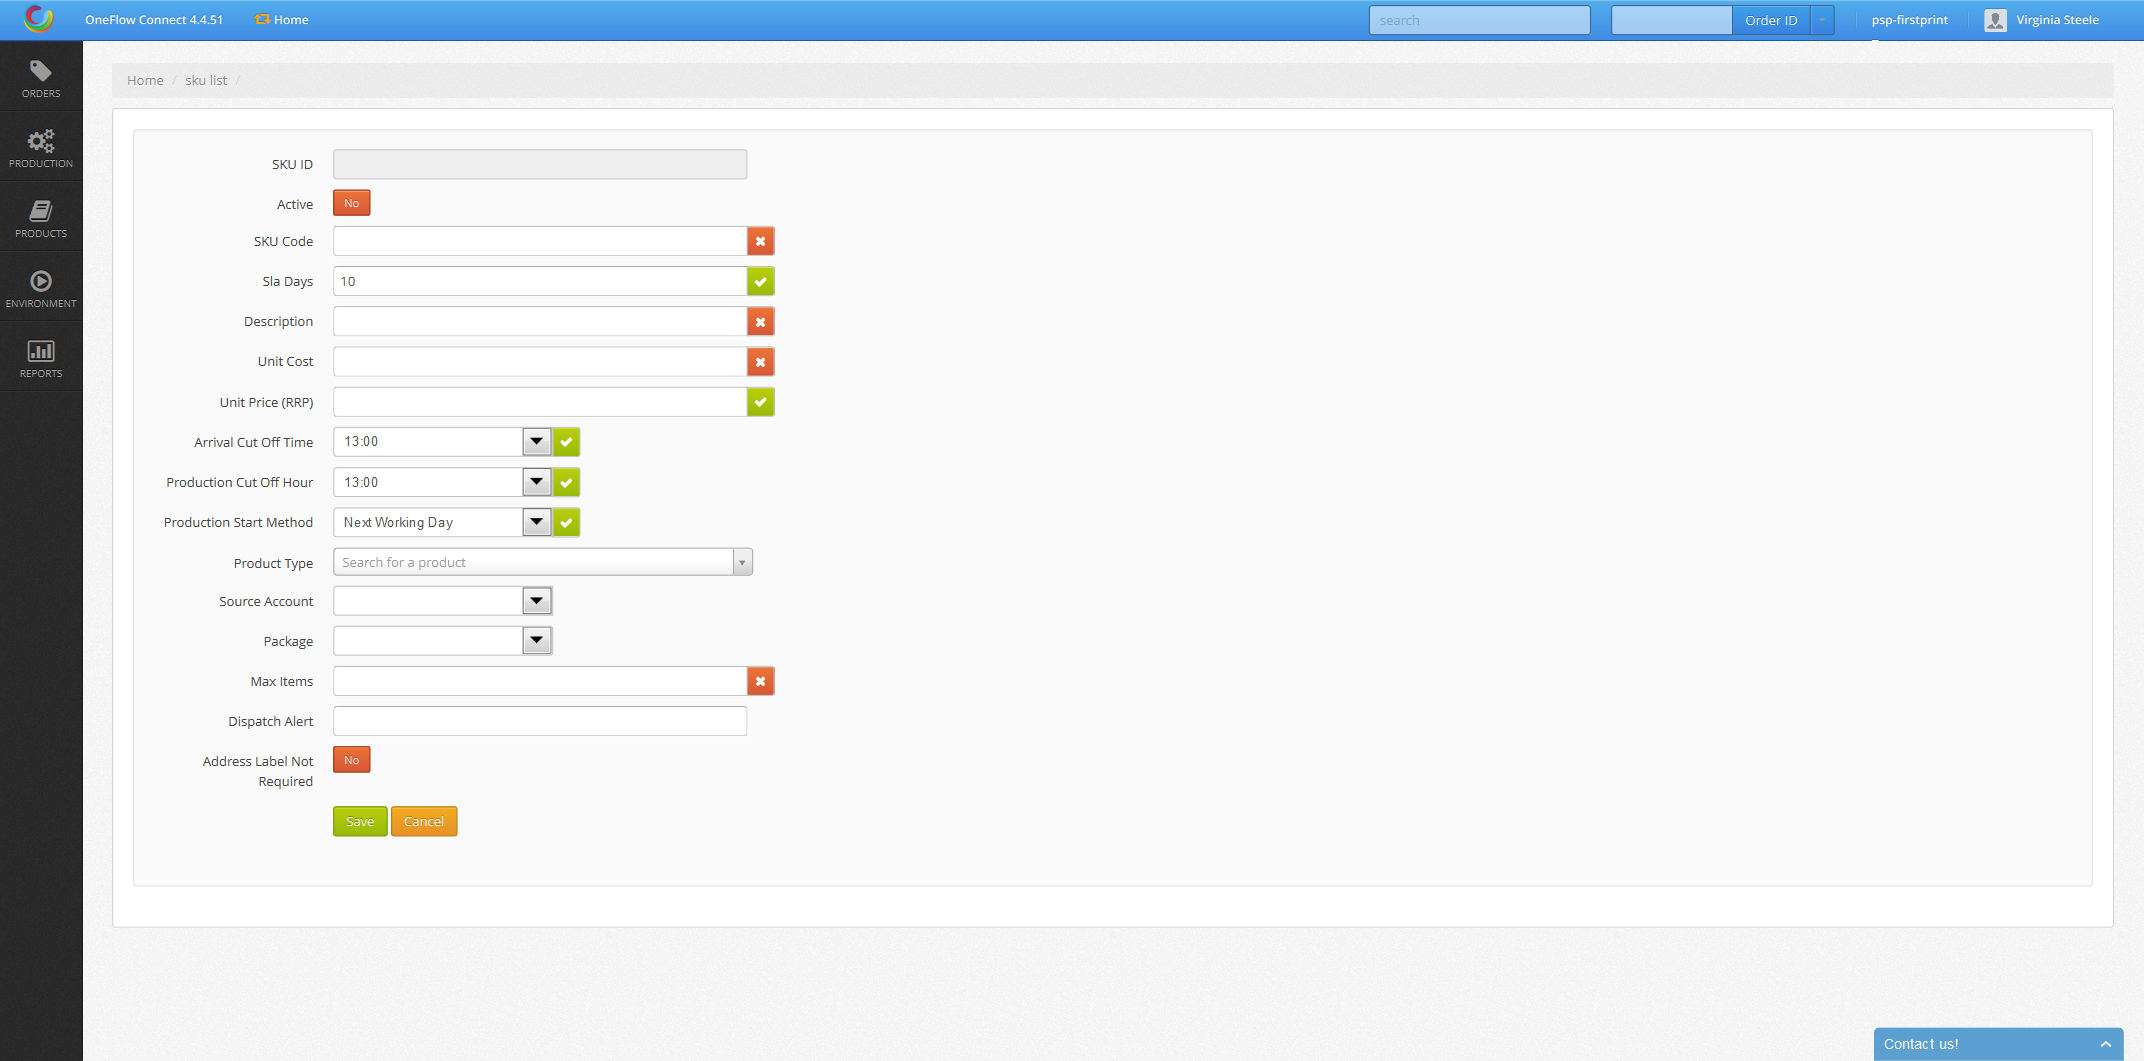 OneFlow Connect 4.4.51 Home search Order ID psp-firstprint Virginia Steele
Home / sku list /
ORDERS
PRODUCTION
PRODUCTS
ENVIRONMENT
REPORTS
SKU ID
Active No
SKU Code
Sla Days 10
Description
Unit Cost
Unit Price (RRP)
Arrival Cut Off Time 13:00
Production Cut Off Hour 13:00
Production Start Method Next Working Day
Product Type Search for a product
Source Account
Package
Max Items
Dispatch Alert
Address Label Not
Required
No
Save Cancel
Contact us!